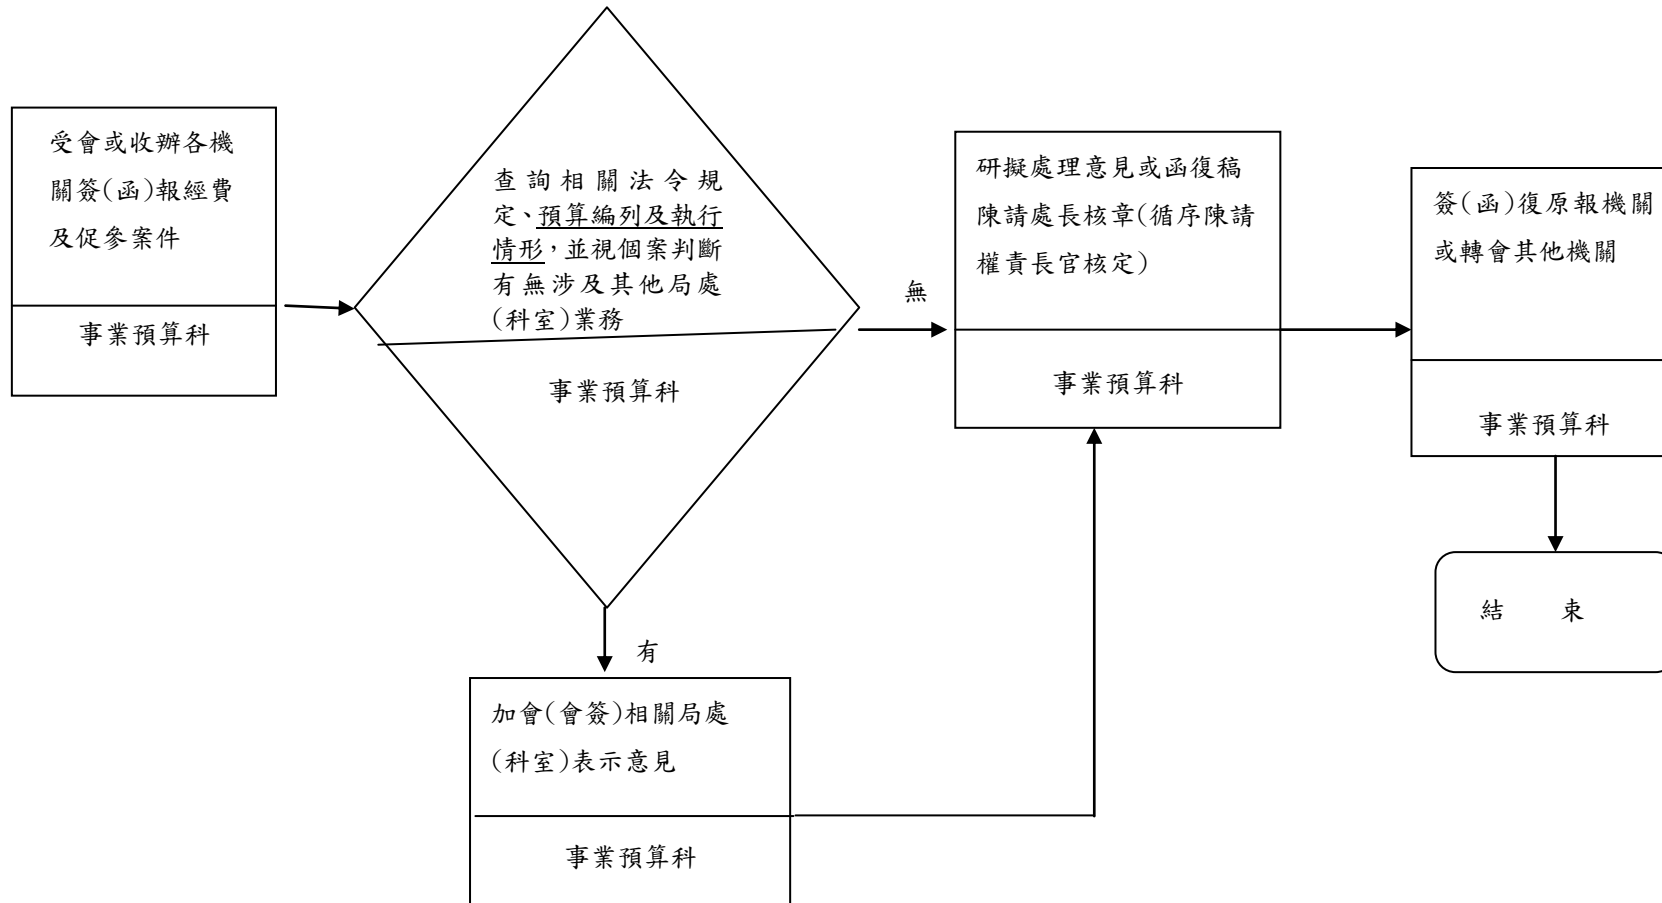 受會或收辦各機
關簽(函)報經費
及促參案件
事業預算科
查詢相關法令規
定、預算編列及執行
情形，並視個案判斷
有無涉及其他局處
(科室)業務
事業預算科
無
有
加會(會簽)相關局處
(科室)表示意見
事業預算科
研擬處理意見或函復稿
陳請處長核章(循序陳請
權責長官核定)
事業預算科
簽(函)復原報機關
或轉會其他機關
事業預算科
結 束